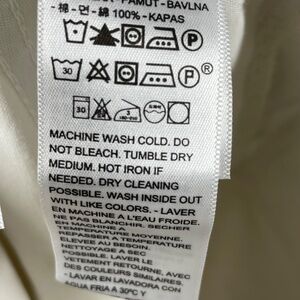 PAMUT - BAVLNA
- 棉 - 면 - 綿 100% - KAPAS
30
P
P®
30
MACHINE WASH COLD. DO
NOT BLEACH. TUMBLE DRY
MEDIUM. HOT IRON IF
NEEDED. DRY CLEANING
POSSIBLE. WASH INSIDE OUT
WITH LIKE COLORS. - LAVER
EN MACHINE A L'EAU FROIDE.
NE PAS BLANCHIR. SECHER
EN MACHINE A
TEMPERATURE MOYENNE.
REPASSER A TEMPERATURE
ELEVEE AU BESOIN.
NETTOYAGE A SEC
POSSIBLE. LAVER LE
VETEMENT RETOURNE, AVEC
DES COULEURS SIMILAIRES.
- LAVAR EN LAVADORA CON
AGUA FRIA A 30ºC Y